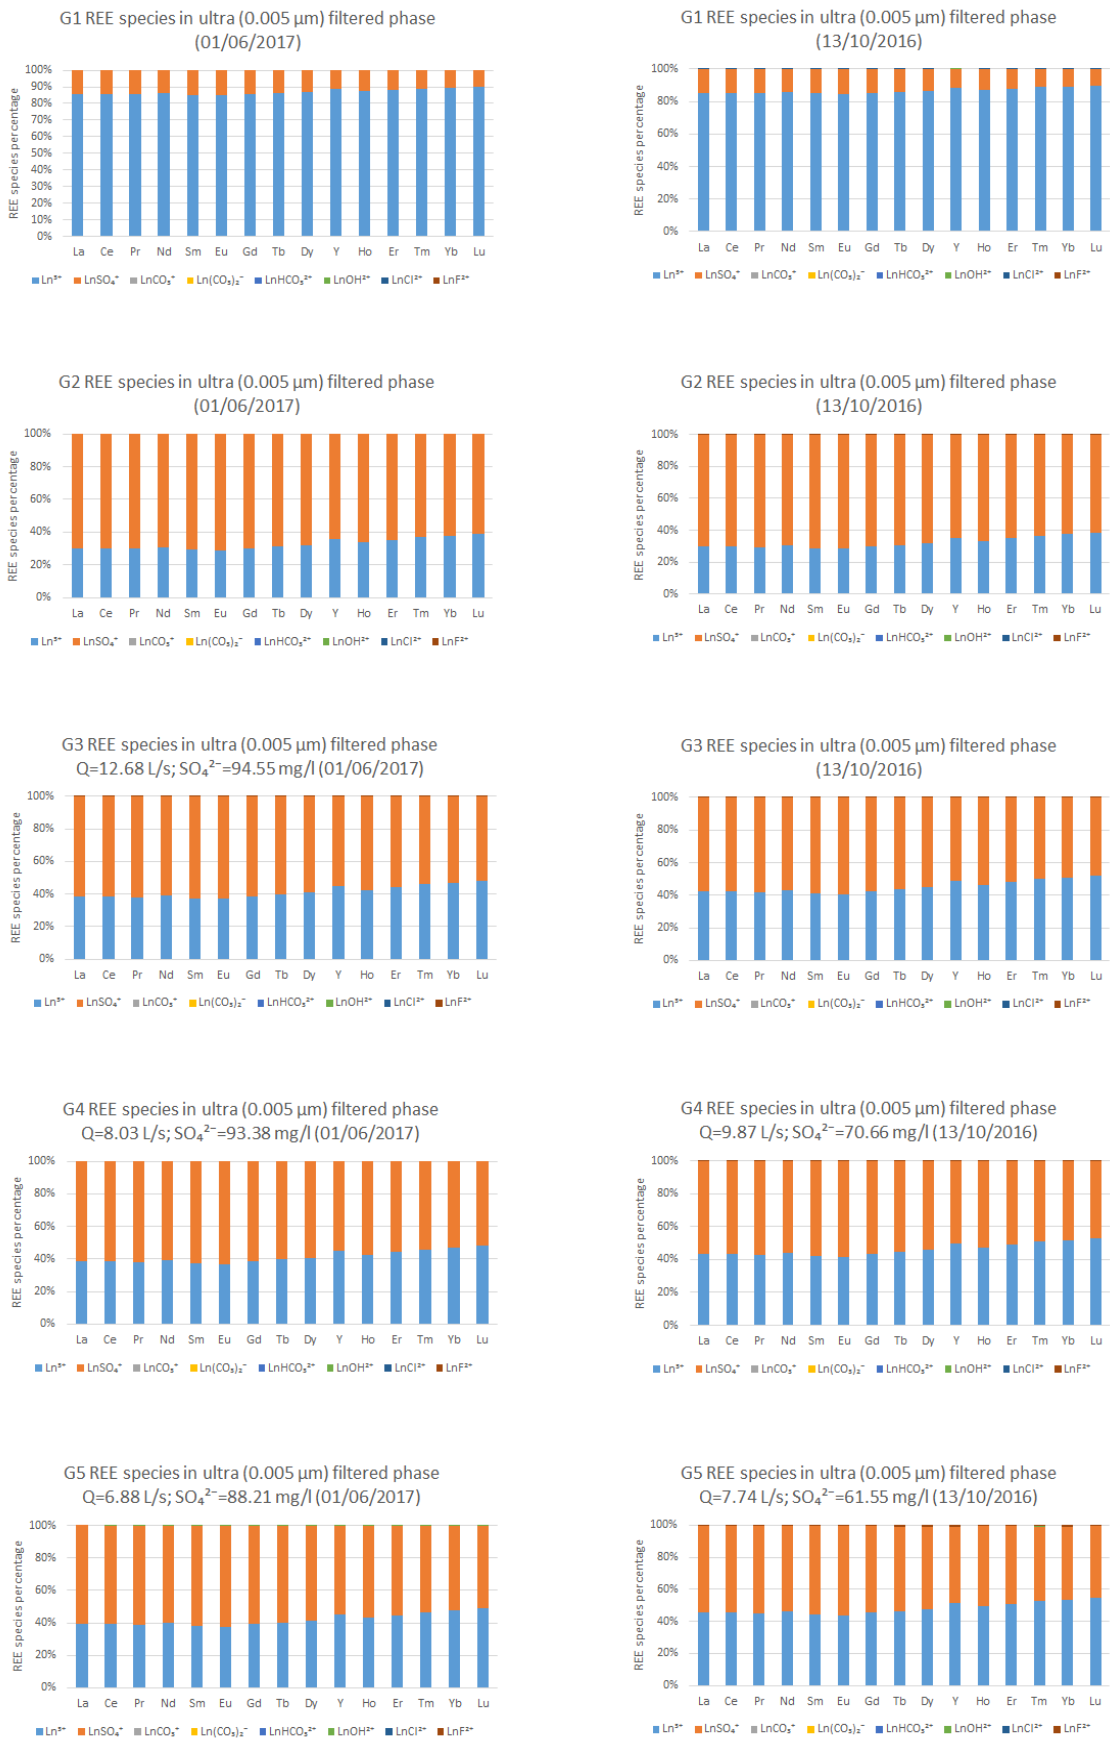 G1 REE species in ultra (0.005 µm) filtered phase
(01/06/2017)
REE species percentage
100%
90%
80%
70%
60%
50%
40%
30%
20%
10%
0%
La Ce Pr Nd Sm Eu Gd Tb Dy Y Ho Er Tm Yb Lu
Ln³⁺ LnSO₄⁺ LnCO₃⁺ Ln(CO₃)₂⁻ LnHCO₃²⁺ LnOH²⁺ LnCl²⁺ LnF²⁺
G1 REE species in ultra (0.005 µm) filtered phase
(13/10/2016)
REE species percentage
100%
80%
60%
40%
20%
0%
La Ce Pr Nd Sm Eu Gd Tb Dy Y Ho Er Tm Yb Lu
Ln³⁺ LnSO₄⁺ LnCO₃⁺ Ln(CO₃)₂⁻ LnHCO₃²⁺ LnOH²⁺ LnCl²⁺ LnF²⁺
G2 REE species in ultra (0.005 µm) filtered phase
(01/06/2017)
REE species percentage
100%
80%
60%
40%
20%
0%
La Ce Pr Nd Sm Eu Gd Tb Dy Y Ho Er Tm Yb Lu
Ln³⁺ LnSO₄⁺ LnCO₃⁺ Ln(CO₃)₂⁻ LnHCO₃²⁺ LnOH²⁺ LnCl²⁺ LnF²⁺
G2 REE species in ultra (0.005 µm) filtered phase
(13/10/2016)
REE species percentage
100%
80%
60%
40%
20%
0%
La Ce Pr Nd Sm Eu Gd Tb Dy Y Ho Er Tm Yb Lu
Ln³⁺ LnSO₄⁺ LnCO₃⁺ Ln(CO₃)₂⁻ LnHCO₃²⁺ LnOH²⁺ LnCl²⁺ LnF²⁺
G3 REE species in ultra (0.005 µm) filtered phase
Q=12.68 L/s; SO₄²⁻=94.55 mg/l (01/06/2017)
REE species percentage
100%
80%
60%
40%
20%
0%
La Ce Pr Nd Sm Eu Gd Tb Dy Y Ho Er Tm Yb Lu
Ln³⁺ LnSO₄⁺ LnCO₃⁺ Ln(CO₃)₂⁻ LnHCO₃²⁺ LnOH²⁺ LnCl²⁺ LnF²⁺
G3 REE species in ultra (0.005 µm) filtered phase
(13/10/2016)
REE species percentage
100%
80%
60%
40%
20%
0%
La Ce Pr Nd Sm Eu Gd Tb Dy Y Ho Er Tm Yb Lu
Ln³⁺ LnSO₄⁺ LnCO₃⁺ Ln(CO₃)₂⁻ LnHCO₃²⁺ LnOH²⁺ LnCl²⁺ LnF²⁺
G4 REE species in ultra (0.005 µm) filtered phase
Q=8.03 L/s; SO₄²⁻=93.38 mg/l (01/06/2017)
REE species percentage
100%
80%
60%
40%
20%
0%
La Ce Pr Nd Sm Eu Gd Tb Dy Y Ho Er Tm Yb Lu
Ln³⁺ LnSO₄⁺ LnCO₃⁺ Ln(CO₃)₂⁻ LnHCO₃²⁺ LnOH²⁺ LnCl²⁺ LnF²⁺
G4 REE species in ultra (0.005 µm) filtered phase
Q=9.87 L/s; SO₄²⁻=70.66 mg/l (13/10/2016)
REE species percentage
100%
80%
60%
40%
20%
0%
La Ce Pr Nd Sm Eu Gd Tb Dy Y Ho Er Tm Yb Lu
Ln³⁺ LnSO₄⁺ LnCO₃⁺ Ln(CO₃)₂⁻ LnHCO₃²⁺ LnOH²⁺ LnCl²⁺ LnF²⁺
G5 REE species in ultra (0.005 µm) filtered phase
Q=6.88 L/s; SO₄²⁻=88.21 mg/l (01/06/2017)
REE species percentage
100%
80%
60%
40%
20%
0%
La Ce Pr Nd Sm Eu Gd Tb Dy Y Ho Er Tm Yb Lu
Ln³⁺ LnSO₄⁺ LnCO₃⁺ Ln(CO₃)₂⁻ LnHCO₃²⁺ LnOH²⁺ LnCl²⁺ LnF²⁺
G5 REE species in ultra (0.005 µm) filtered phase
Q=7.74 L/s; SO₄²⁻=61.55 mg/l (13/10/2016)
REE species percentage
100%
80%
60%
40%
20%
0%
La Ce Pr Nd Sm Eu Gd Tb Dy Y Ho Er Tm Yb Lu
Ln³⁺ LnSO₄⁺ LnCO₃⁺ Ln(CO₃)₂⁻ LnHCO₃²⁺ LnOH²⁺ LnCl²⁺ LnF²⁺